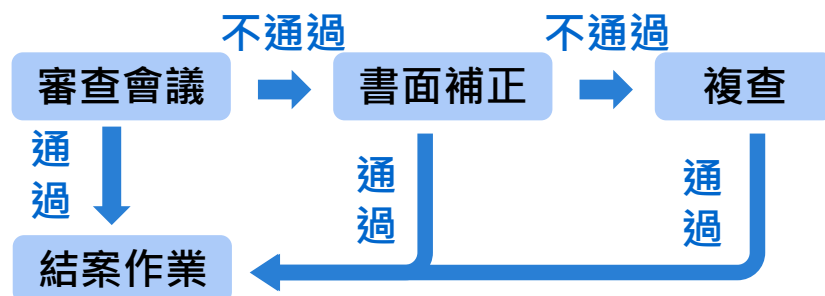 不通過
不通過
審查會議
書面補正
複查
通過
通過
通過
結案作業